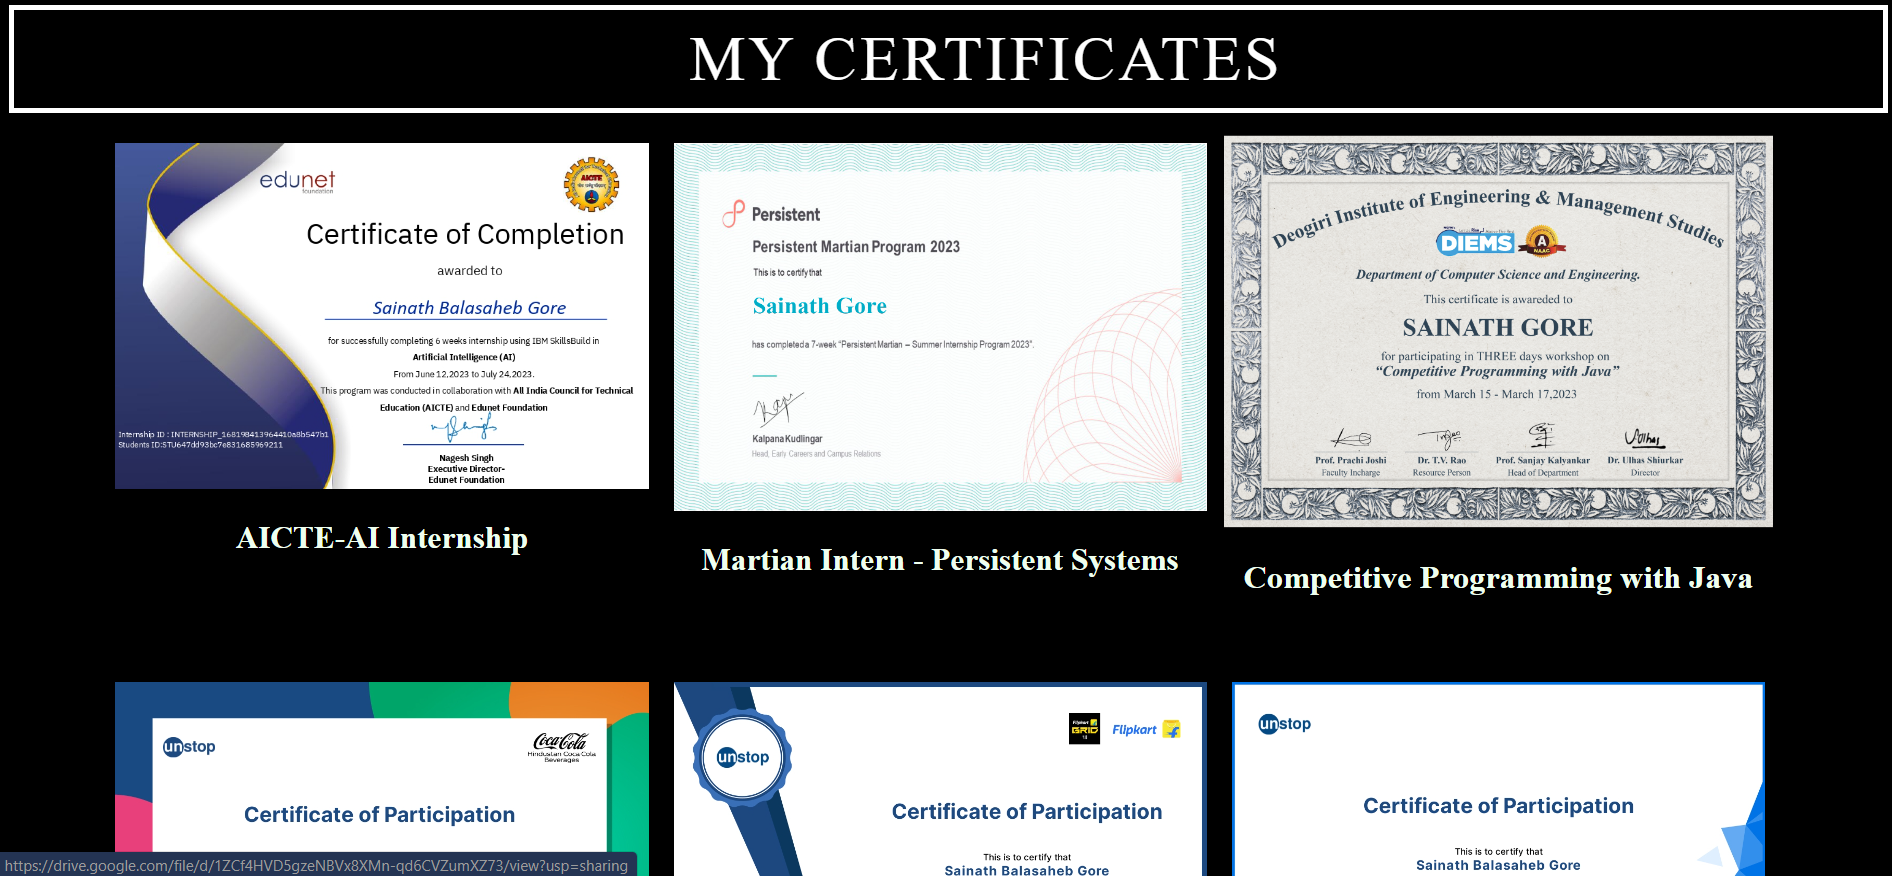 MY CERTIFICATES
edunet
foundation
AICTE
Certificate of Completion
awarded to
Sainath Balasaheb Gore
for successfully completing 6 weeks internship using IBM SkillsBuild in
Artificial Intelligence (AI)
From June 12,2023 to July 24,2023.
This program was conducted in collaboration with All India Council for Technical
Education (AICTE) and Edunet Foundation
Internship ID : INTERNSHIP_168198413964410a8b547b1
Students ID:STU647dd93bc7e831685969211
Nagesh Singh
Executive Director-
Edunet Foundation
AICTE-AI Internship
Persistent
Persistent Martian Program 2023
This is to certify that
Sainath Gore
has completed a 7-week “Persistent Martian – Summer Internship Program 2023”.
Kalpana Kudlingar
Head, Early Careers and Campus Relations
Martian Intern - Persistent Systems
Deogiri Institute of Engineering & Management Studies
DIEMS
A
NAAC
Department of Computer Science and Engineering.
This certificate is awareded to
SAINATH GORE
for participating in THREE days workshop on
“Competitive Programming with Java”
from March 15 - March 17,2023
Prof. Prachi Joshi
Faculty Incharge
Dr. T.V. Rao
Resource Person
Prof. Sanjay Kalyankar
Head of Department
Dr. Ulhas Shiurkar
Director
Competitive Programming with Java
unstop
Coca-Cola
Hindustan Coca Cola
Beverages
Certificate of Participation
unstop
Flipkart
GRiD
Flipkart
Certificate of Participation
This is to certify that
Sainath Balasaheb Gore
unstop
Certificate of Participation
This is to certify that
Sainath Balasaheb Gore
https://drive.google.com/file/d/1ZCf4HVD5gzeNBVx8XMn-qd6CVZumXZ73/view?usp=sharing